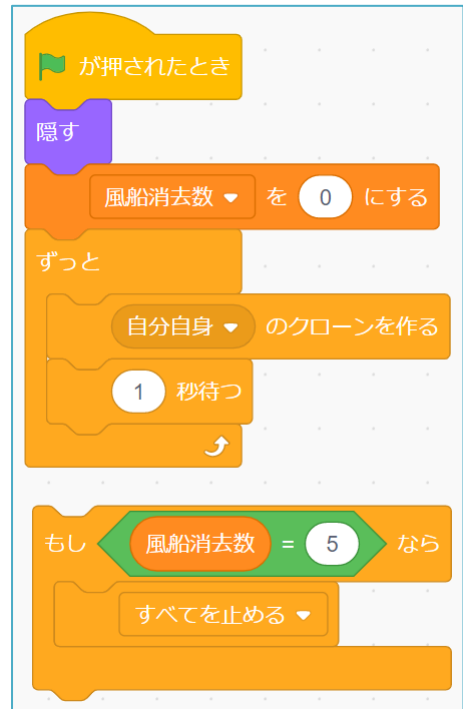 が押されたとき
隠す
風船消去数 を 0 にする
ずっと
自分自身 のクローンを作る
1 秒待つ
もし 風船消去数 = 5 なら
すべてを止める